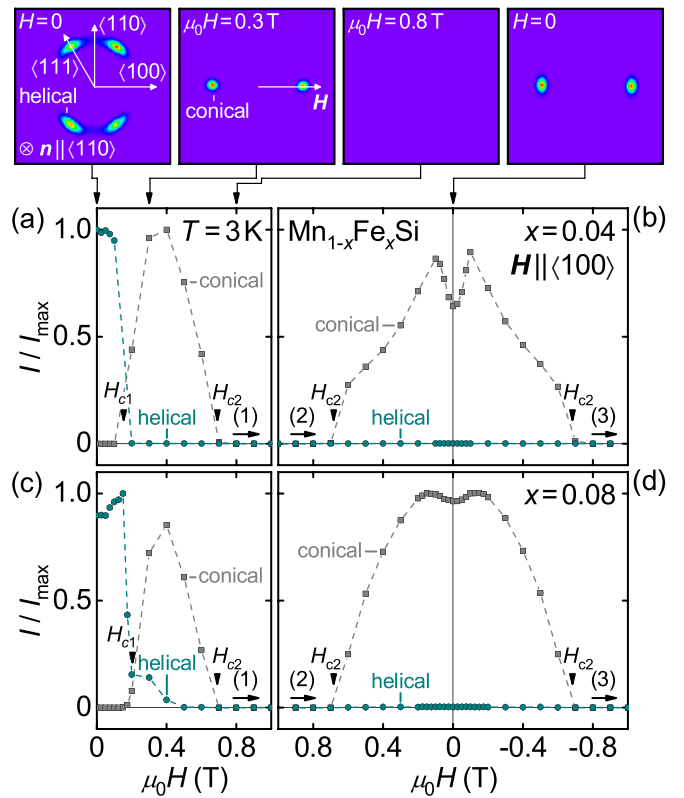 H = 0
⟨110⟩
⟨111⟩
⟨100⟩
helical
⊗ n || ⟨110⟩
μ0H = 0.3 T
conical
H
μ0H = 0.8 T
H = 0
(a)
T = 3 K
Mn1-xFexSi
x = 0.04
(b)
H || ⟨100⟩
I / Imax
1.0
0.5
0
conical
Hc1
helical
Hc2
(1)
conical
Hc2
(2)
helical
Hc2
(3)
(c)
x = 0.08
(d)
I / Imax
1.0
0.5
0
conical
Hc1
helical
Hc2
(1)
conical
Hc2
(2)
helical
Hc2
(3)
0 0.4 0.8
0.8 0.4 0 -0.4 -0.8
μ0H (T)
μ0H (T)